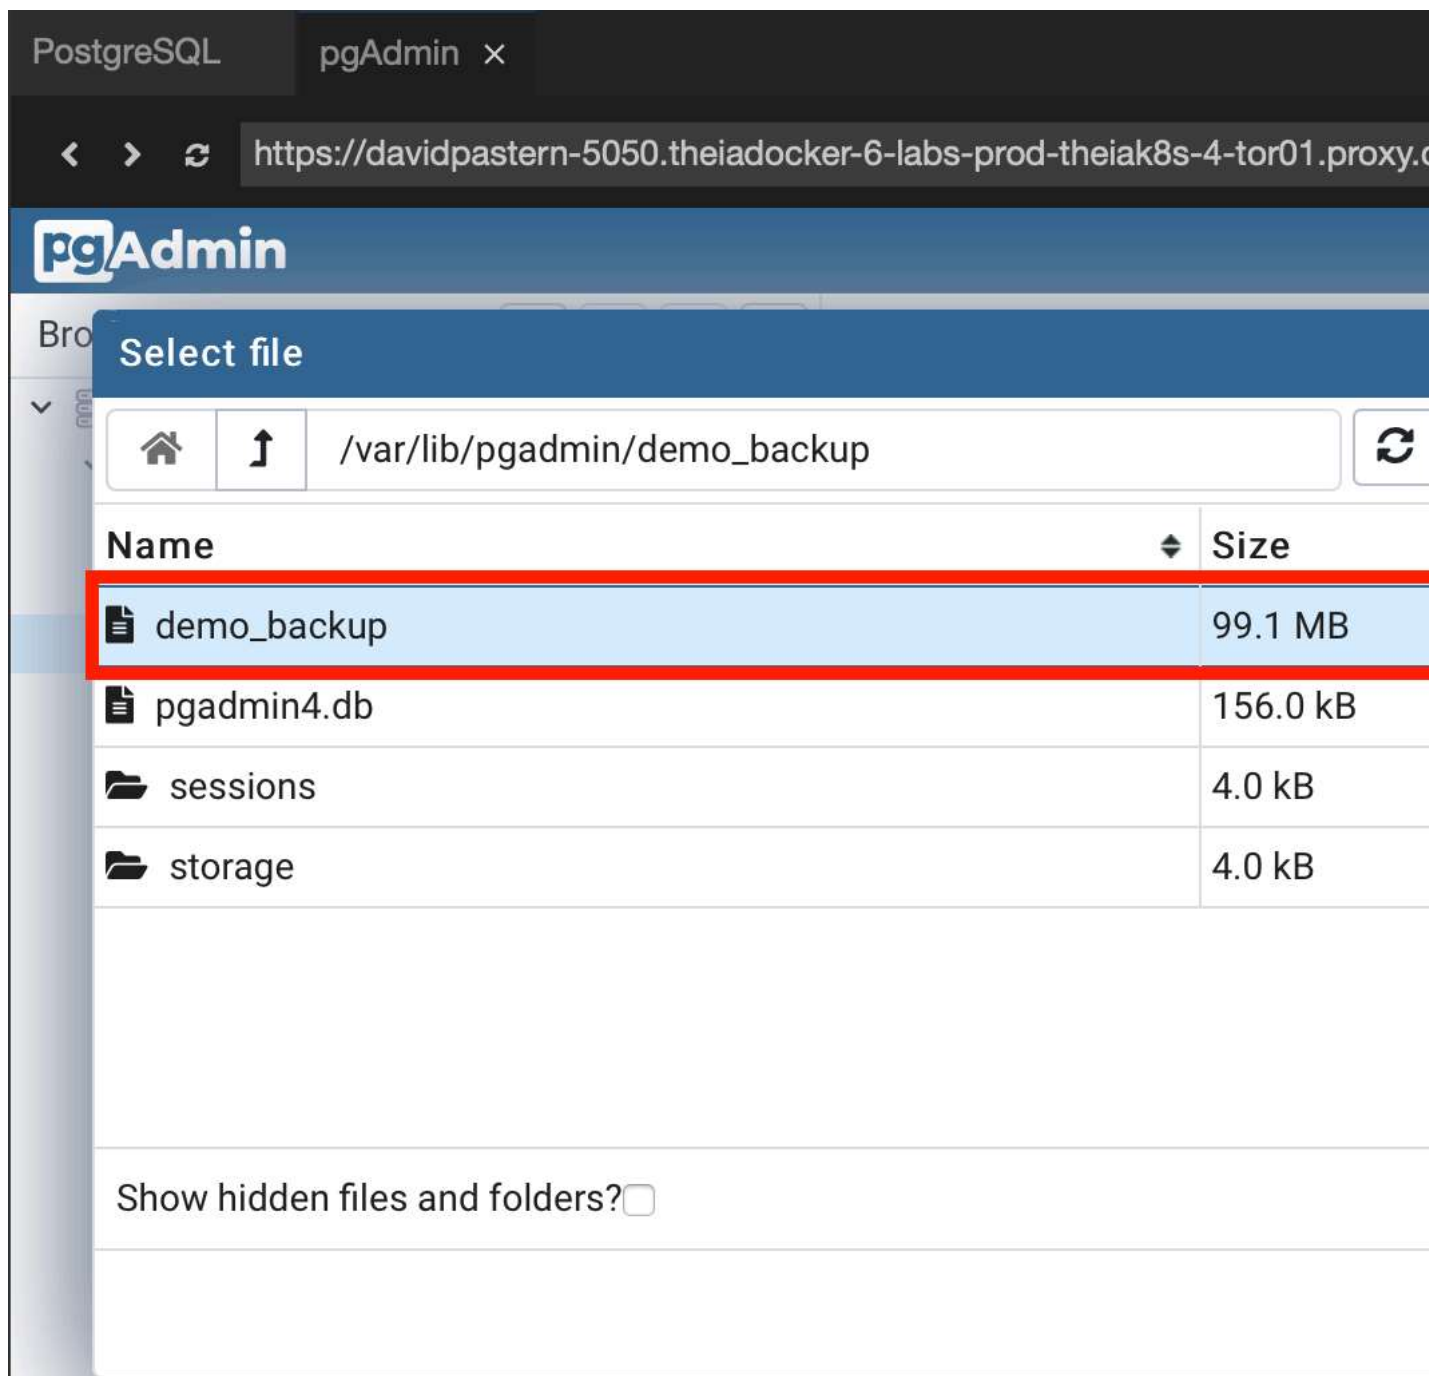 PostgreSQL
pgAdmin
https://davidpastern-5050.theiadocker-6-labs-prod-theiak8s-4-tor01.proxy.
pgAdmin
Bro
Select file
/var/lib/pgadmin/demo_backup
Name Size
demo_backup 99.1 MB
pgadmin4.db 156.0 kB
sessions 4.0 kB
storage 4.0 kB
Show hidden files and folders?